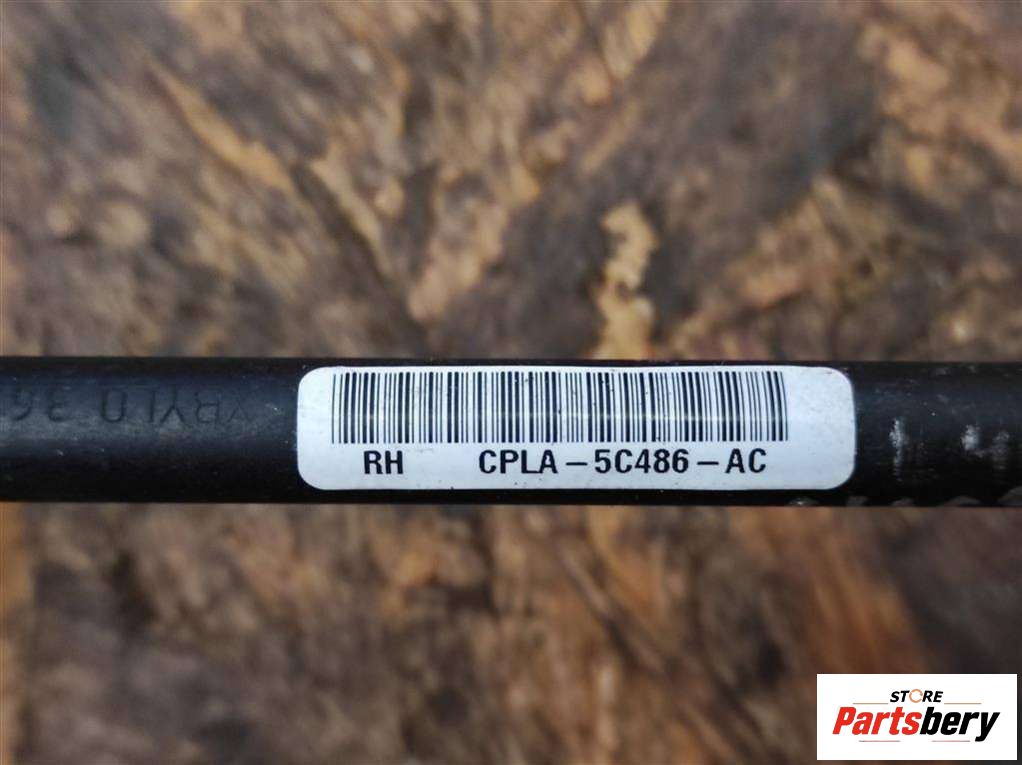 RH CPLA-5C486-AC
STORE
Partsbery